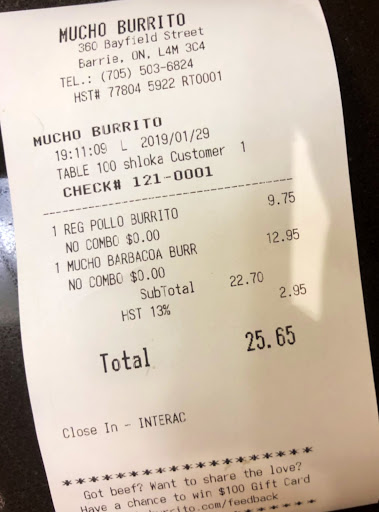 MUCHO BURRITO
360 Bayfield Street
Barrie, ON, L4M 3C4
TEL.: (705) 503-6824
HST# 77804 5922 RT0001
MUCHO BURRITO
19:11:09 L 2019/01/29
TABLE 100 shloka Customer 1
CHECK# 121-0001
--------------------------------
1 REG POLLO BURRITO 9.75
NO COMBO $0.00
1 MUCHO BARBACOA BURR 12.95
NO COMBO $0.00
SubTotal 22.70
HST 13% 2.95
Total 25.65
Close In - INTERAC
************************
Got beef? Want to share the love?
Have a chance to win $100 Gift Card
burrito.com/feedback